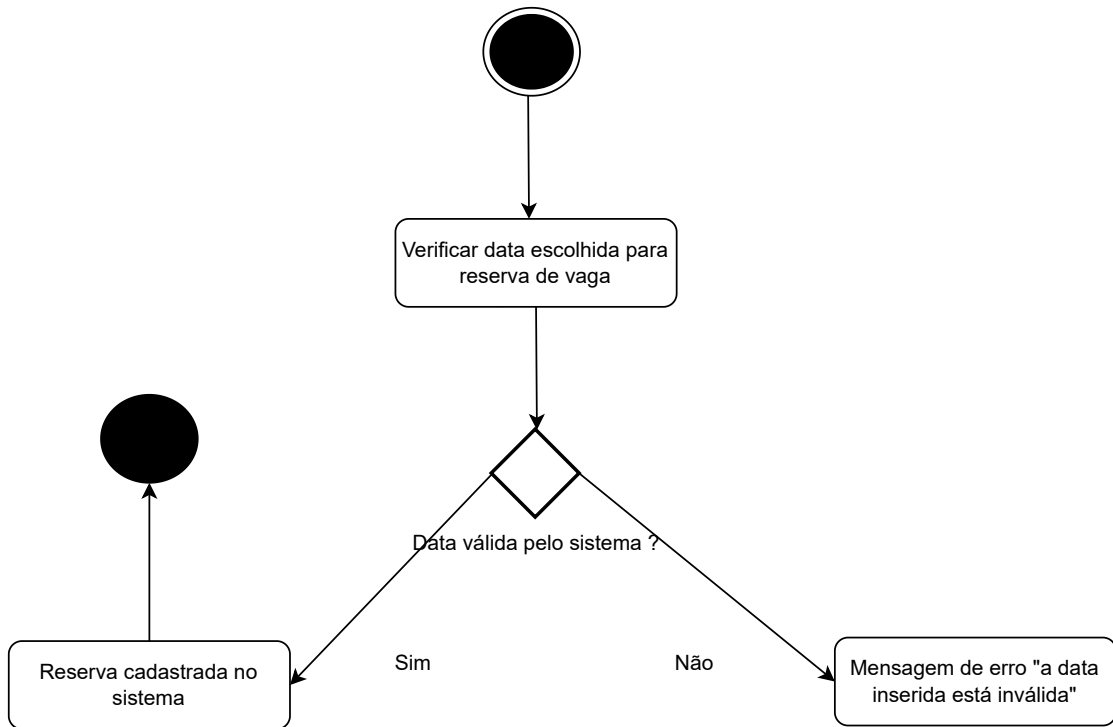 Verificar data escolhida para
reserva de vaga
Data válida pelo sistema ?
Sim
Não
Reserva cadastrada no
sistema
Mensagem de erro "a data
inserida está inválida"